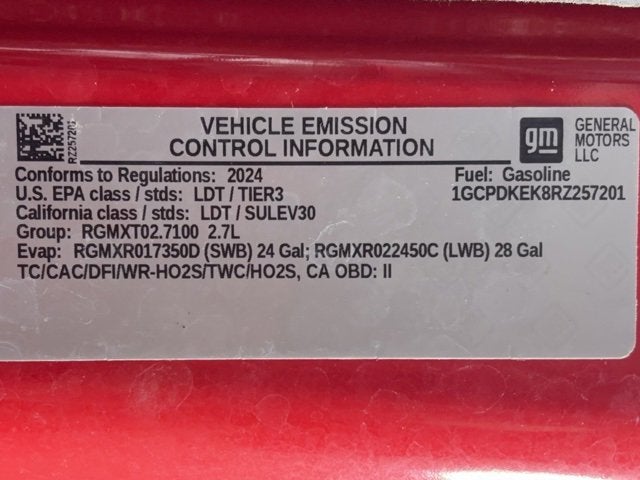 RZ257201
VEHICLE EMISSION
CONTROL INFORMATION
gm
GENERAL
MOTORS
LLC
Conforms to Regulations: 2024
Fuel: Gasoline
U.S. EPA class / stds: LDT / TIER3
1GCPDKEK8RZ257201
California class / stds: LDT / SULEV30
Group: RGMXT02.7100 2.7L
Evap: RGMXR017350D (SWB) 24 Gal; RGMXR022450C (LWB) 28 Gal
TC/CAC/DFI/WR-HO2S/TWC/HO2S, CA OBD: II